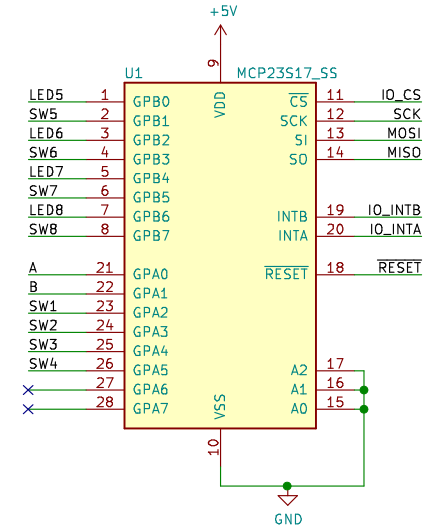 +5V
U1 MCP23S17_SS
9
VDD
LED5 1 GPB0 CS 11 IO_CS
SW5 2 GPB1 SCK 12 SCK
LED6 3 GPB2 SI 13 MOSI
SW6 4 GPB3 SO 14 MISO
LED7 5 GPB4
SW7 6 GPB5
LED8 7 GPB6 INTB 19 IO_INTB
SW8 8 GPB7 INTA 20 IO_INTA
A 21 GPA0 RESET 18 RESET
B 22 GPA1
SW1 23 GPA2
SW2 24 GPA3
SW3 25 GPA4
SW4 26 GPA5 A2 17
27 GPA6 A1 16
28 GPA7 A0 15
VSS
10
GND